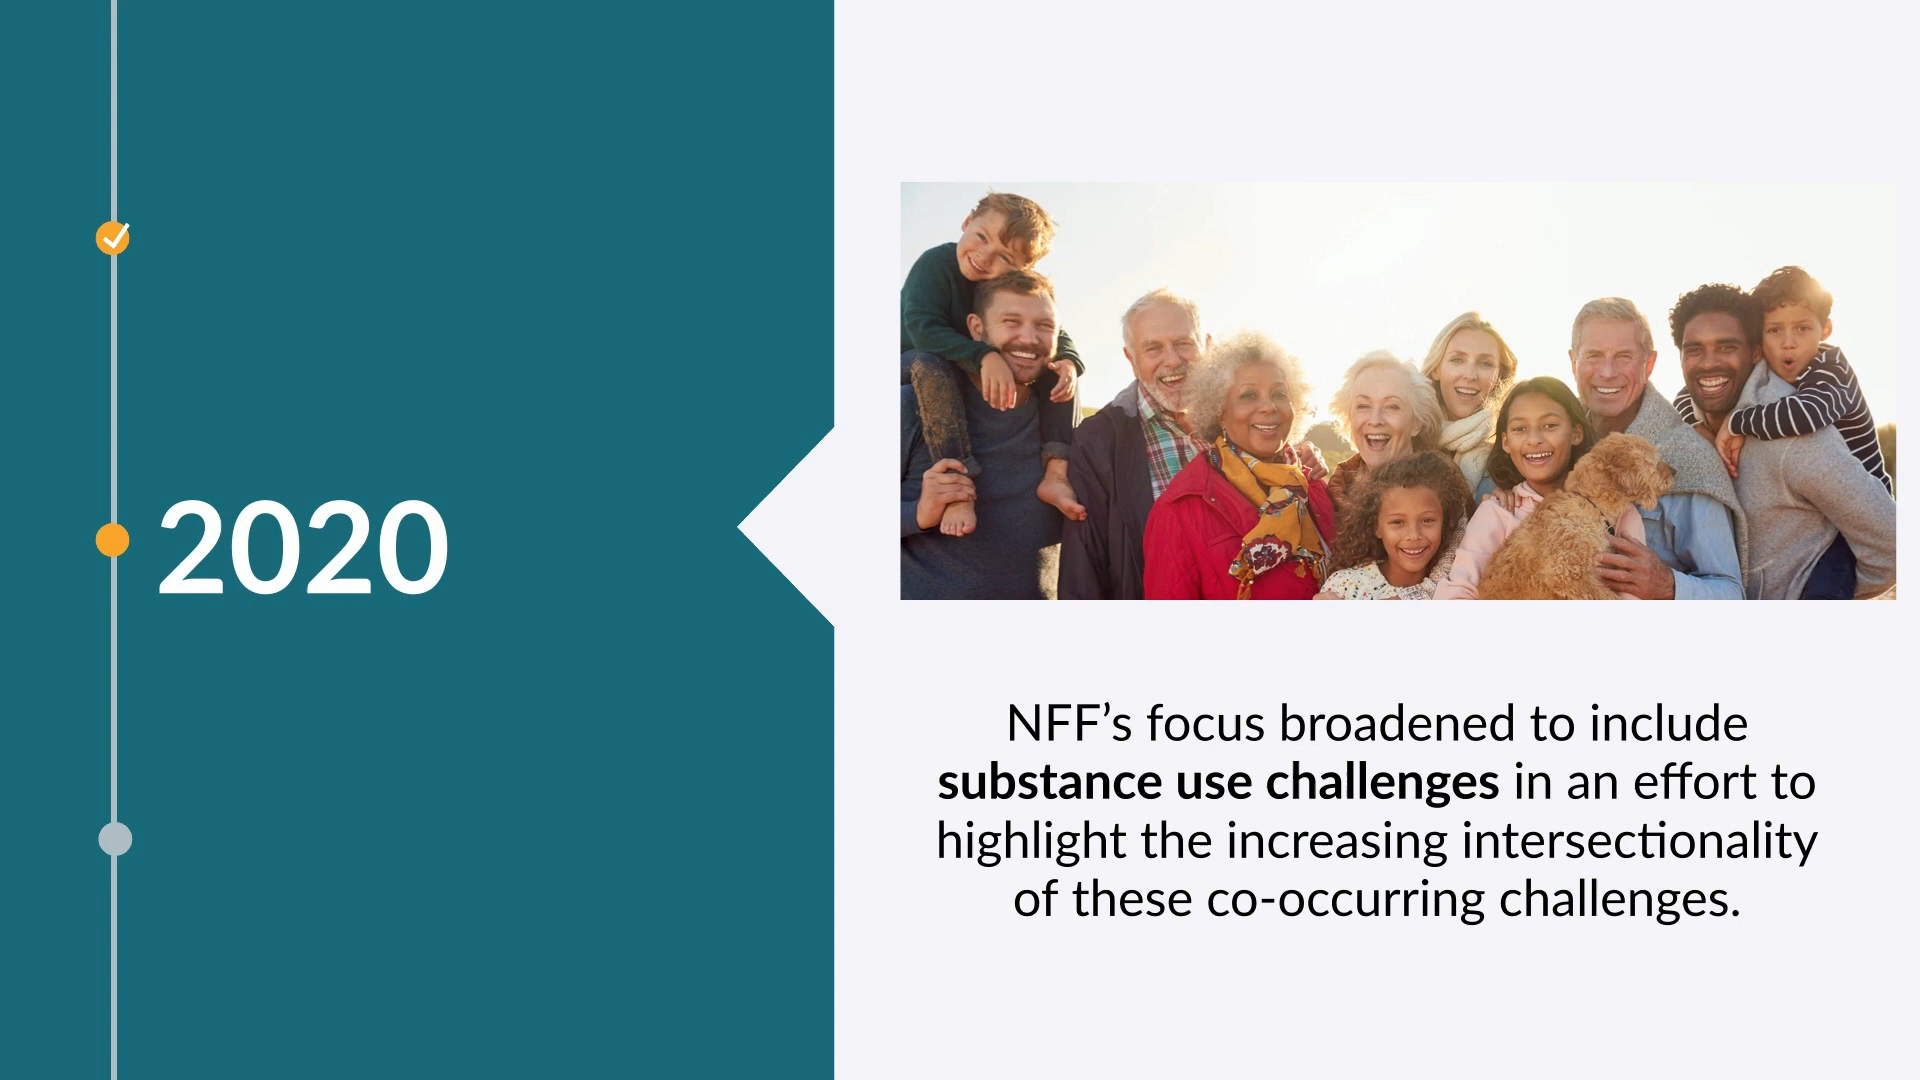 2020
NFF’s focus broadened to include
substance use challenges in an effort to
highlight the increasing intersectionality
of these co-occurring challenges.